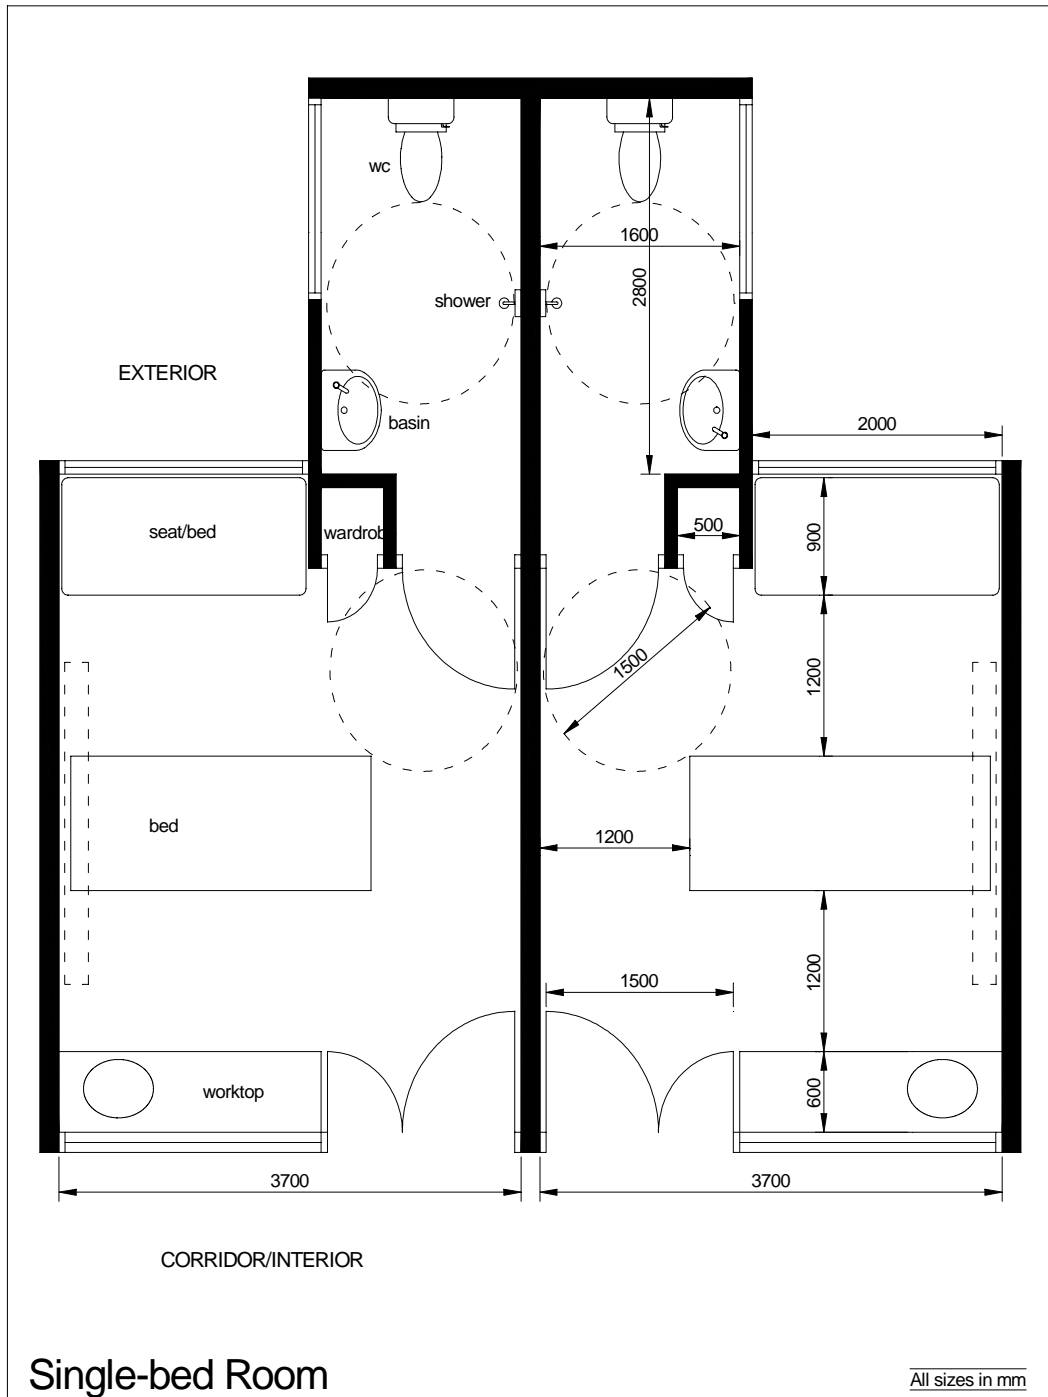 wc
1600
2800
shower
EXTERIOR
basin
2000
seat/bed
wardrob
500
900
1500
1200
bed
1200
1500
1200
worktop
600
3700
3700
CORRIDOR/INTERIOR
Single-bed Room
All sizes in mm